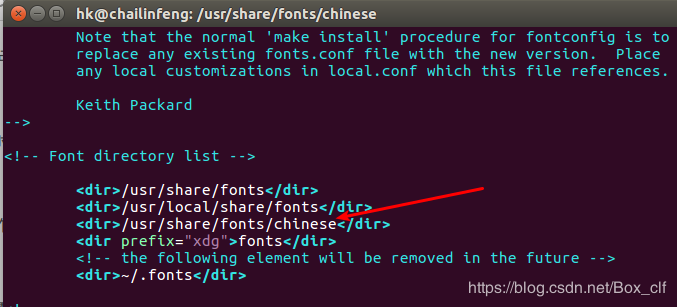 hk@chailinfeng: /usr/share/fonts/chinese
Note that the normal 'make install' procedure for fontconfig is to
replace any existing fonts.conf file with the new version.  Place
any local customizations in local.conf which this file references.
Keith Packard
-->
<!-- Font directory list -->
<dir>/usr/share/fonts</dir>
<dir>/usr/local/share/fonts</dir>
<dir>/usr/share/fonts/chinese</dir>
<dir prefix="xdg">fonts</dir>
<!-- the following element will be removed in the future -->
<dir>~/.fonts</dir>
https://blog.csdn.net/Box_clf